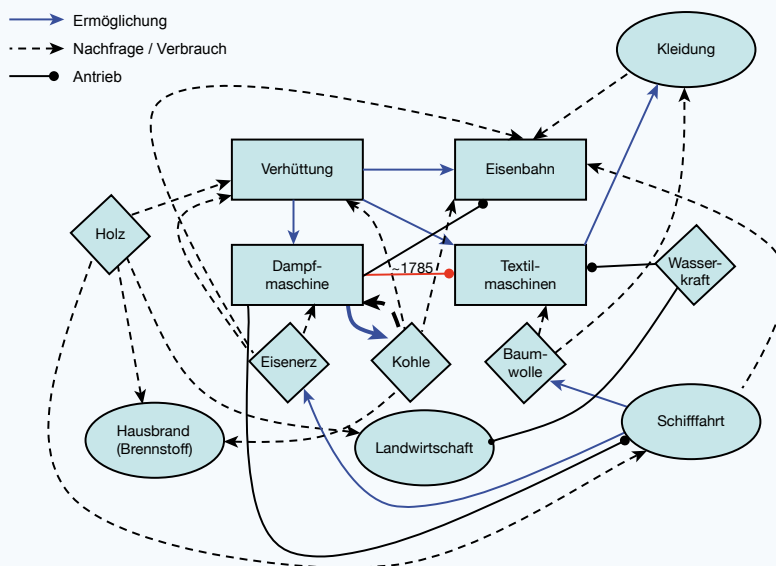 Ermöglichung
Nachfrage / Verbrauch
Antrieb
Kleidung
Verhüttung
Eisenbahn
Holz
Dampf-
maschine
~1785
Textil-
maschinen
Wasser-
kraft
Eisenerz
Kohle
Baum-
wolle
Hausbrand
(Brennstoff)
Landwirtschaft
Schifffahrt